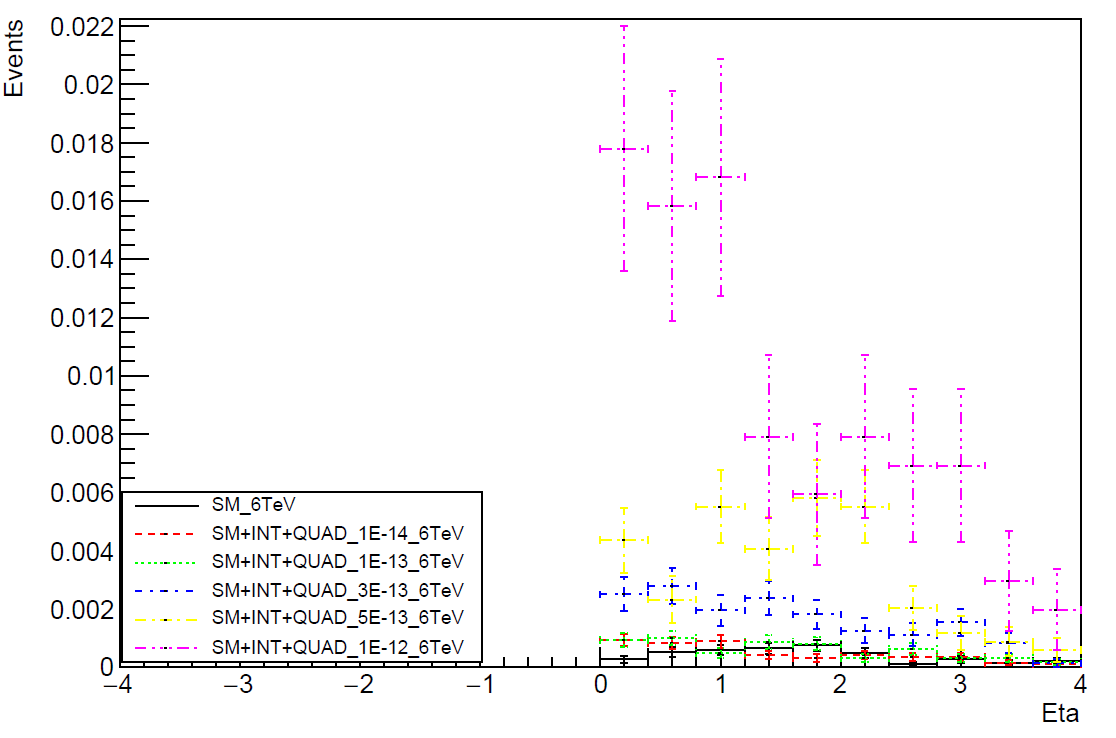 Events
0.022
0.02
0.018
0.016
0.014
0.012
0.01
0.008
0.006
0.004
0.002
0
SM_6TeV
SM+INT+QUAD_1E-14_6TeV
SM+INT+QUAD_1E-13_6TeV
SM+INT+QUAD_3E-13_6TeV
SM+INT+QUAD_5E-13_6TeV
SM+INT+QUAD_1E-12_6TeV
−4 −3 −2 −1 0 1 2 3 4
Eta